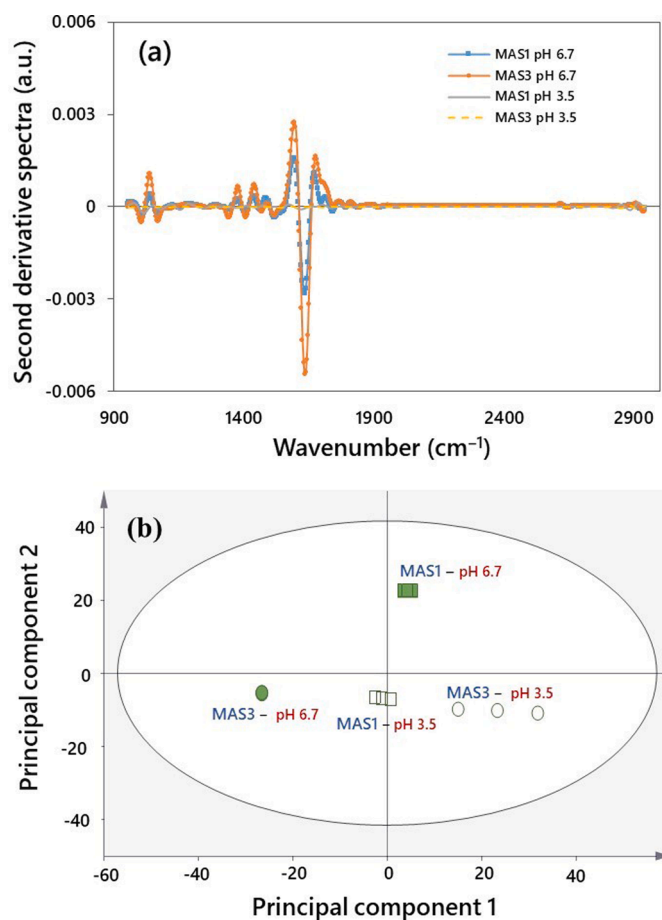 (a)
Second derivative spectra (a.u.)
0.006
0.003
0
-0.003
-0.006
MAS1 pH 6.7
MAS3 pH 6.7
MAS1 pH 3.5
MAS3 pH 3.5
900 1400 1900 2400 2900
Wavenumber (cm⁻¹)
(b)
Principal component 2
40
20
0
-20
-40
MAS1 – pH 6.7
MAS3 – pH 3.5
MAS3 – pH 6.7
MAS1 – pH 3.5
-60 -40 -20 0 20 40
Principal component 1